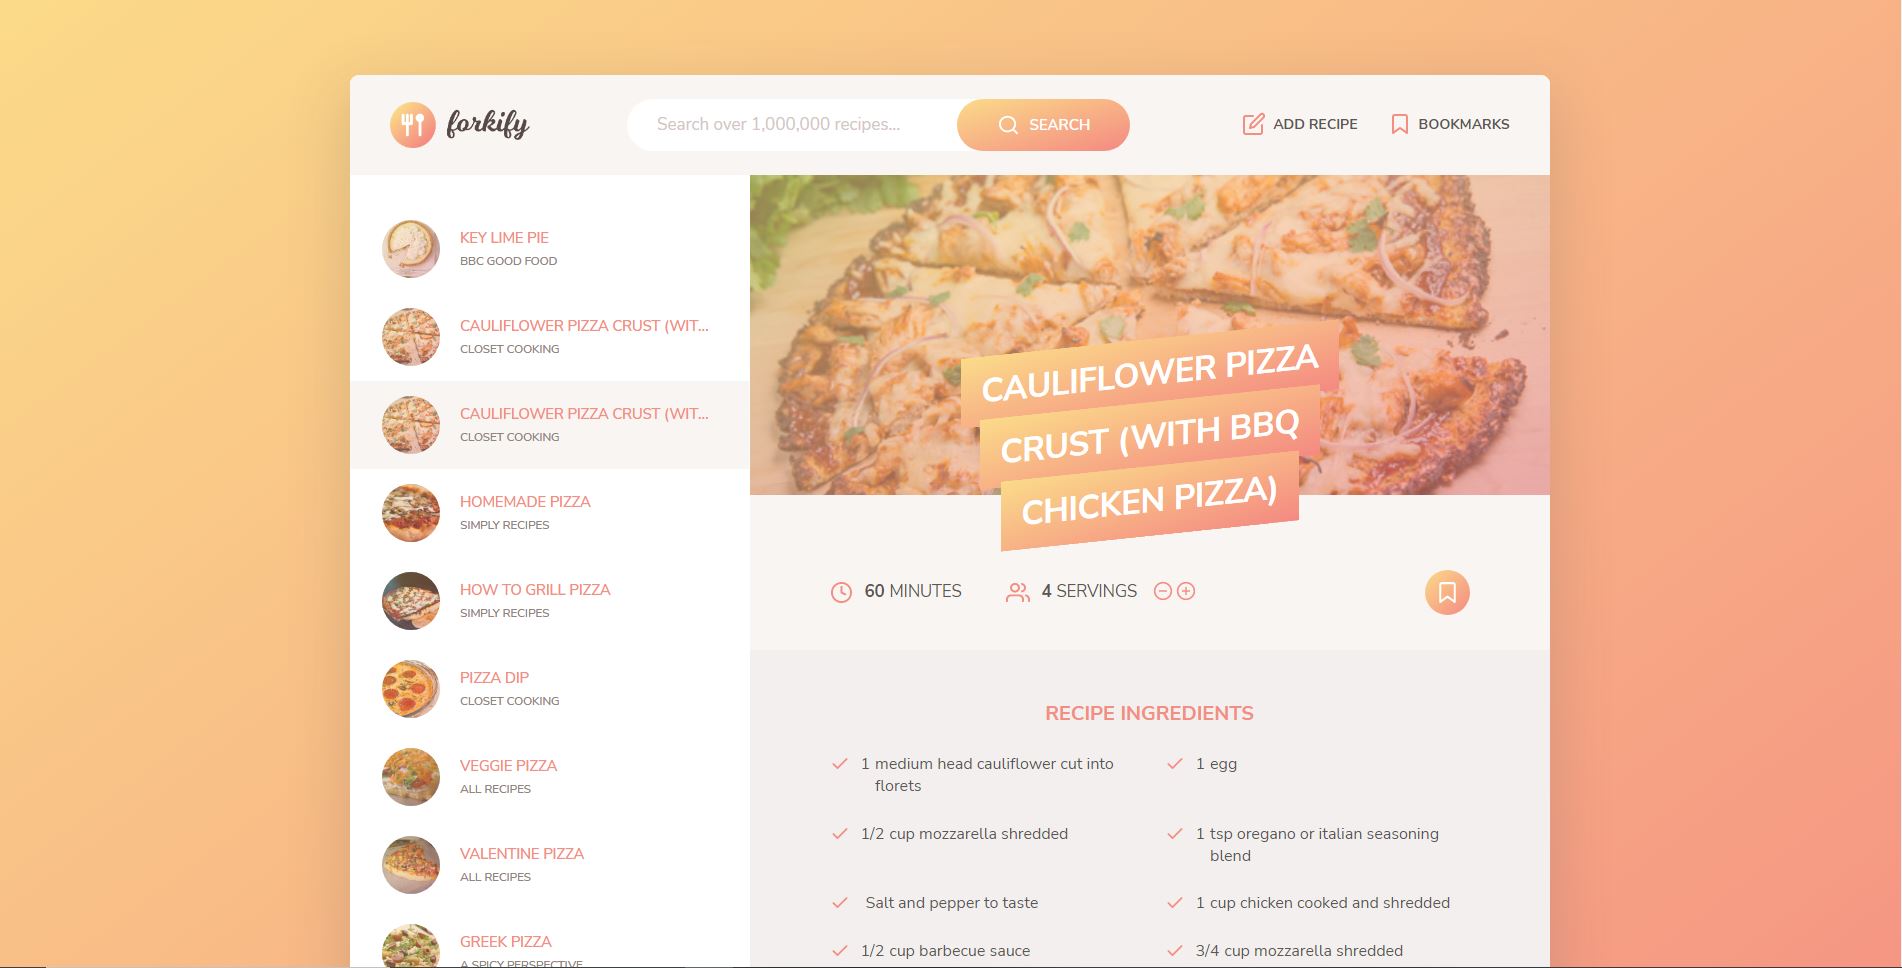 forkify
Search over 1,000,000 recipes...
SEARCH
ADD RECIPE
BOOKMARKS
KEY LIME PIE
BBC GOOD FOOD
CAULIFLOWER PIZZA CRUST (WIT...
CLOSET COOKING
CAULIFLOWER PIZZA CRUST (WIT...
CLOSET COOKING
HOMEMADE PIZZA
SIMPLY RECIPES
HOW TO GRILL PIZZA
SIMPLY RECIPES
PIZZA DIP
CLOSET COOKING
VEGGIE PIZZA
ALL RECIPES
VALENTINE PIZZA
ALL RECIPES
GREEK PIZZA
A SPICY PERSPECTIVE
CAULIFLOWER PIZZA
CRUST (WITH BBQ
CHICKEN PIZZA)
60 MINUTES
4 SERVINGS
RECIPE INGREDIENTS
1 medium head cauliflower cut into
florets
1 egg
1/2 cup mozzarella shredded
1 tsp oregano or italian seasoning
blend
Salt and pepper to taste
1 cup chicken cooked and shredded
1/2 cup barbecue sauce
3/4 cup mozzarella shredded